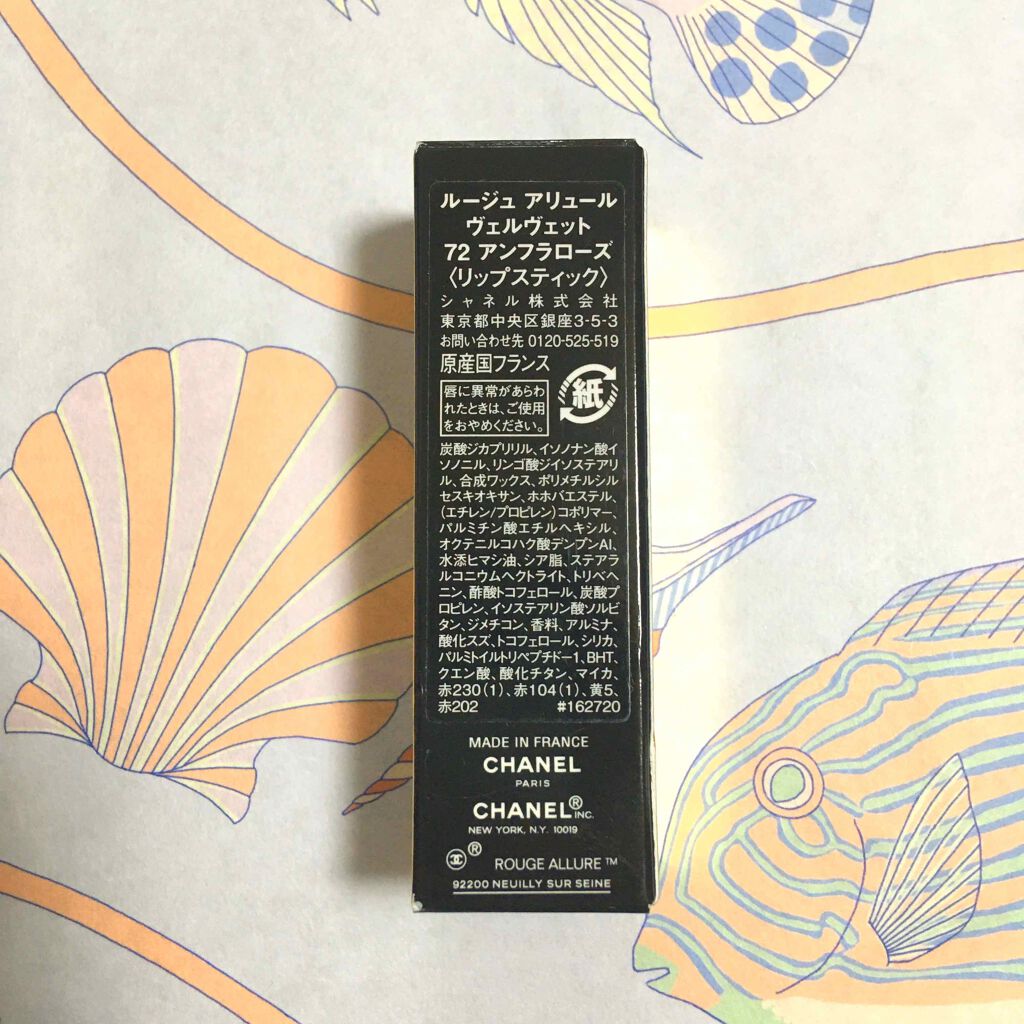 ルージュ アリュール
ヴェルヴェット
72 アンフラローズ
〈リップスティック〉
シャネル株式会社
東京都中央区銀座3-5-3
お問い合わせ先 0120-525-519
原産国フランス
唇に異常があらわ
れたときは、ご使用
をおやめください。
紙
炭酸ジカプリリル、イソノナン酸イ
ソノニル、リンゴ酸ジイソステアリ
ル、合成ワックス、ポリメチルシル
セスキオキサン、ホホバエステル、
(エチレン/プロピレン)コポリマー、
パルミチン酸エチルヘキシル、
オクテニルコハク酸デンプンAl、
水添ヒマシ油、シア脂、ステアラ
ルコニウムヘクトライト、トリベヘ
ニン、酢酸トコフェロール、炭酸プ
ロピレン、イソステアリン酸ソルビ
タン、ジメチコン、香料、アルミナ、
酸化スズ、トコフェロール、シリカ、
パルミトイルトリペプチド-1、BHT、
クエン酸、酸化チタン、マイカ、
赤230(1)、赤104(1)、黄5、
赤202 #162720
MADE IN FRANCE
CHANEL
PARIS
CHANEL® INC.
NEW YORK, N.Y. 10019
® ROUGE ALLURE™
92200 NEUILLY SUR SEINE